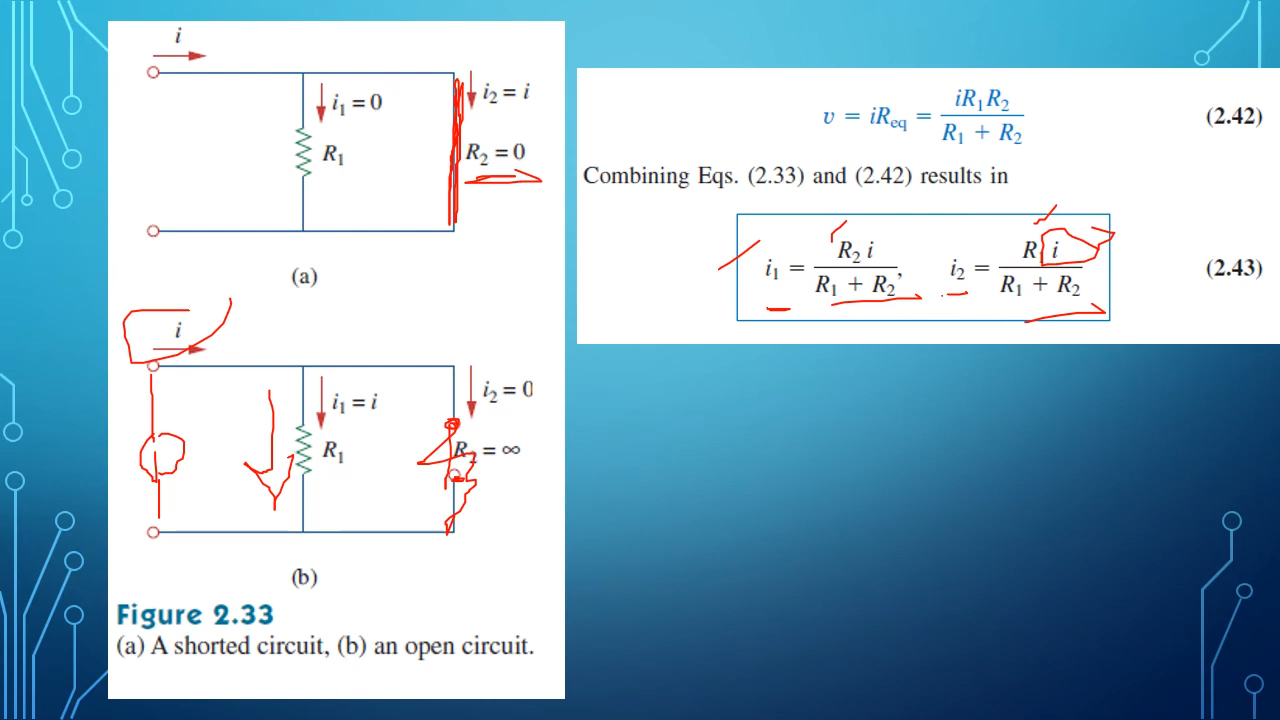 i
i₁ = 0
i₂ = i
R₁
R₂ = 0
(a)
i
i₁ = i
i₂ = 0
R₁
R₂ = ∞
(b)
Figure 2.33
(a) A shorted circuit, (b) an open circuit.
v = iR_eq = iR₁R₂ / (R₁ + R₂) (2.42)
Combining Eqs. (2.33) and (2.42) results in
i₁ = R₂ i / (R₁ + R₂), i₂ = R₁ i / (R₁ + R₂) (2.43)